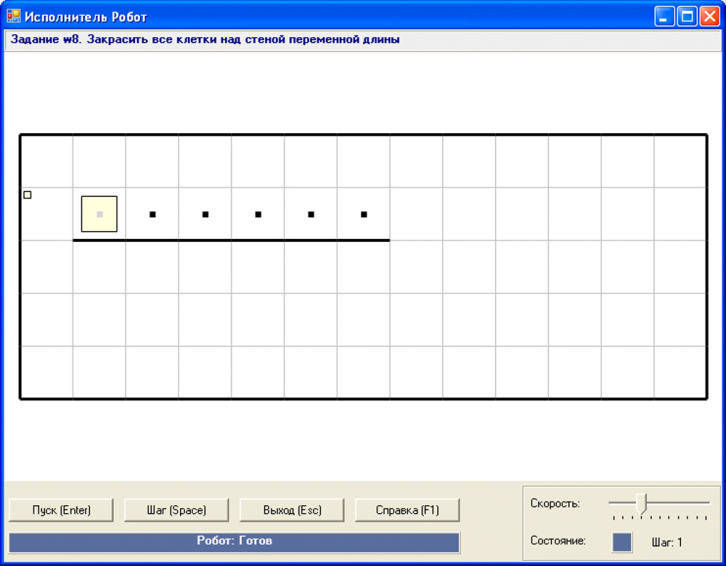 Исполнитель Робот
Задание w8. Закрасить все клетки над стеной переменной длины
Пуск (Enter)
Шаг (Space)
Выход (Esc)
Справка (F1)
Скорость:
Робот: Готов
Состояние:
Шаг: 1